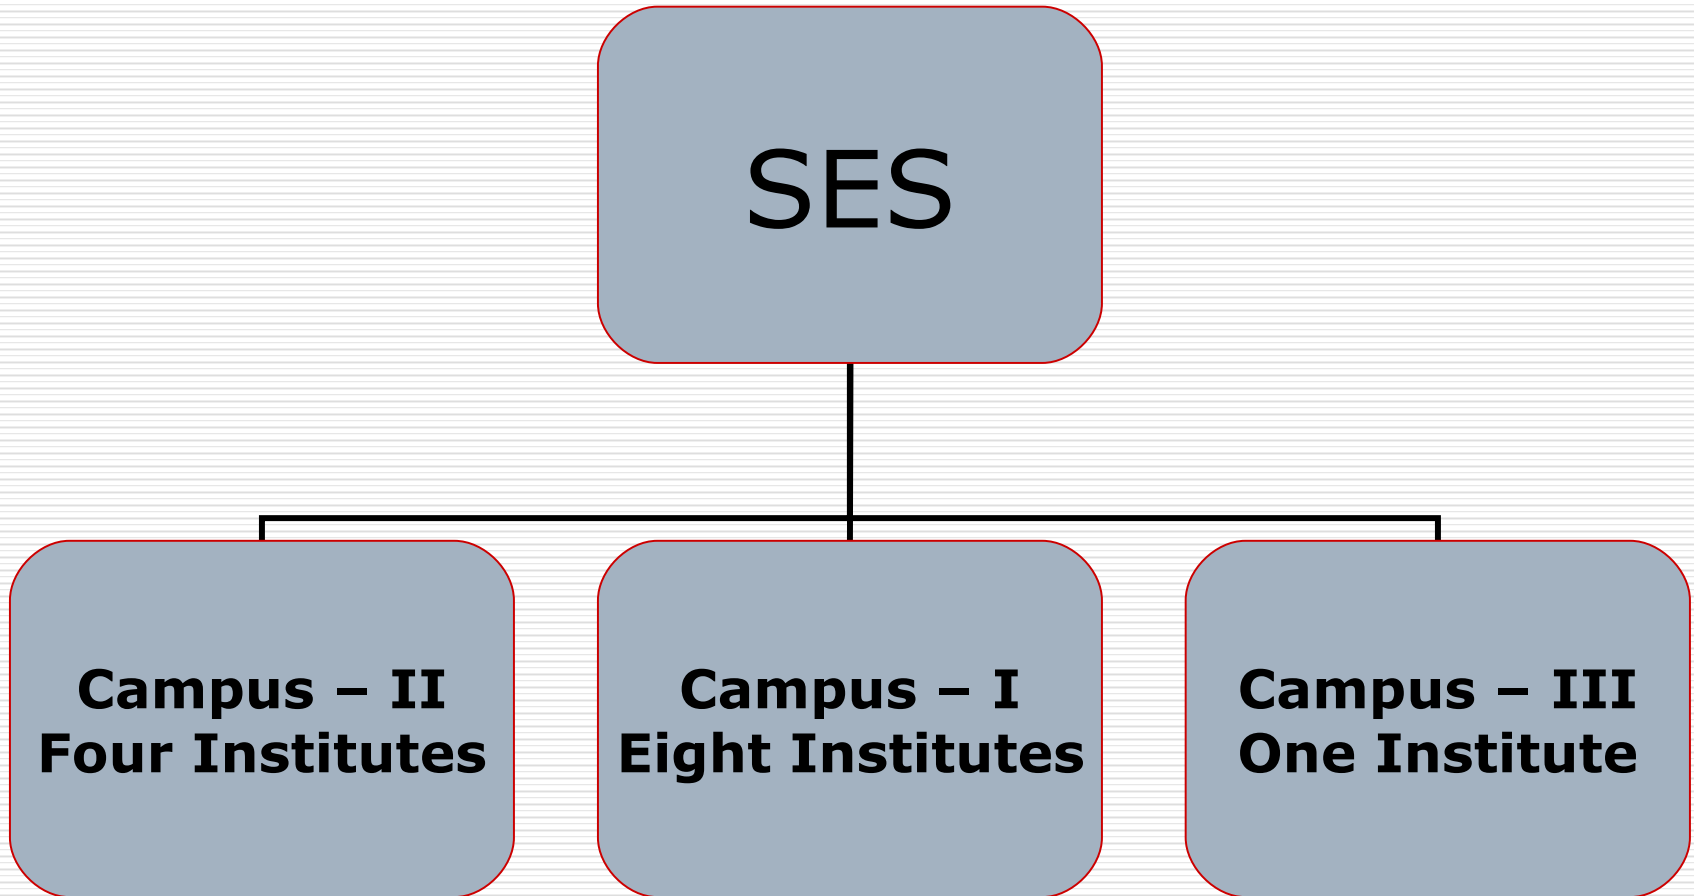 SES
Campus – II
Four Institutes
Campus – I
Eight Institutes
Campus – III
One Institute